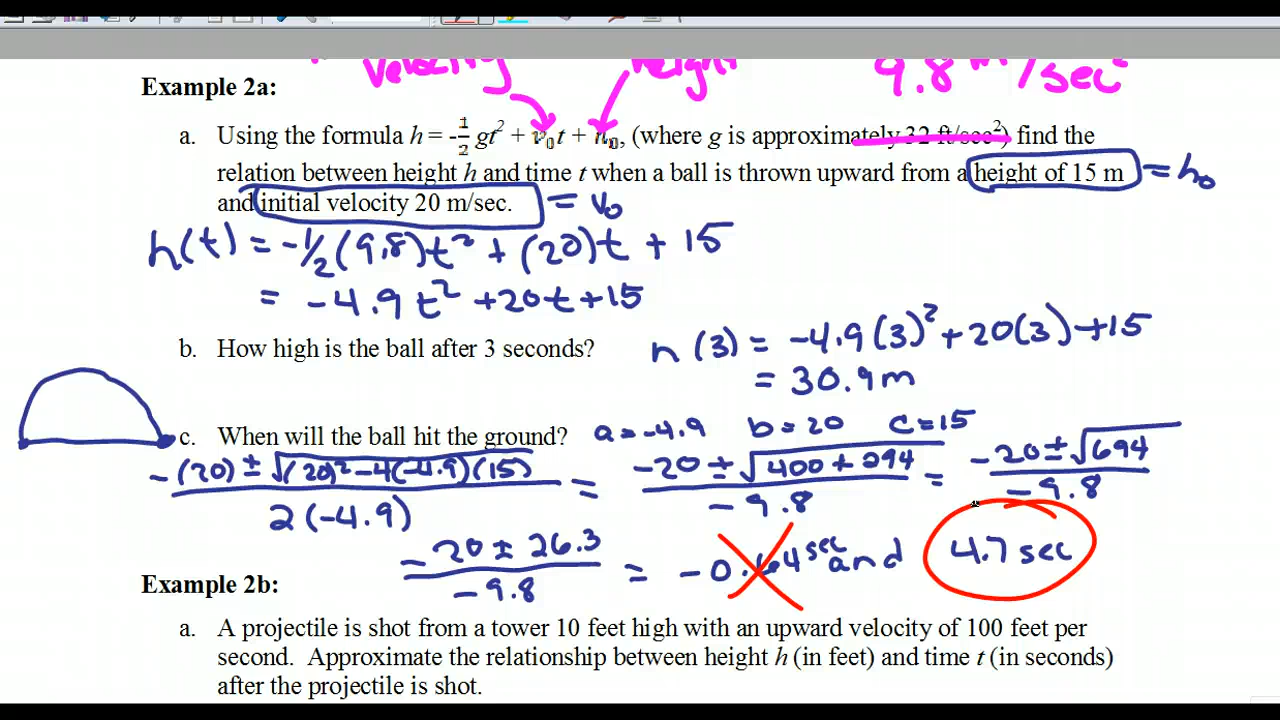 velocity height 9.8 m/sec²
Example 2a:
a. Using the formula h = -1/2 gt² + v₀t + h₀, (where g is approximately 32 ft/sec²) find the
relation between height h and time t when a ball is thrown upward from a height of 15 m = h₀
and initial velocity 20 m/sec. = v₀
h(t) = -1/2 (9.8)t² + (20)t + 15
= -4.9t² + 20t + 15
b. How high is the ball after 3 seconds?
h(3) = -4.9(3)² + 20(3) + 15
= 30.9m
c. When will the ball hit the ground? a = -4.9 b = 20 c = 15
-(20) ± √(20)² - 4(-4.9)(15) / 2(-4.9) = -20 ± √400 + 294 / -9.8 = -20 ± √694 / -9.8
-20 ± 26.3 / -9.8 = -0.64 sec and 4.7 sec
Example 2b:
a. A projectile is shot from a tower 10 feet high with an upward velocity of 100 feet per
second. Approximate the relationship between height h (in feet) and time t (in seconds)
after the projectile is shot.